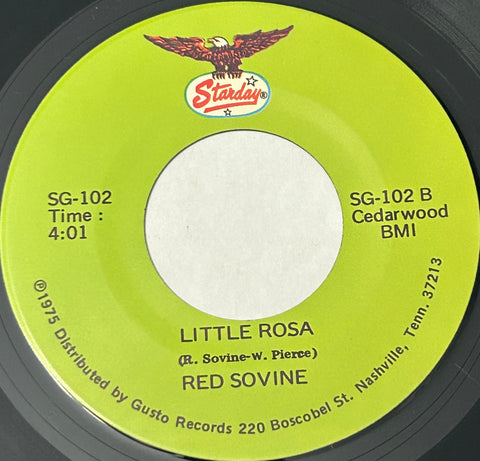 Starday®
SG-102
Time :
4:01
SG-102 B
Cedarwood
BMI
LITTLE ROSA
(R. Sovine-W. Pierce)
RED SOVINE
℗1975 Distributed by Gusto Records 220 Boscobel St. Nashville, Tenn. 37213